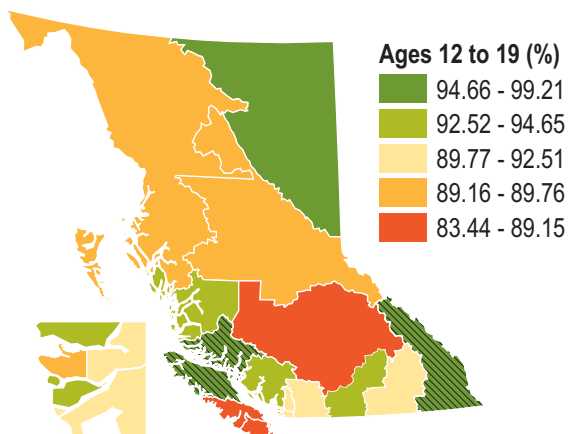 Ages 12 to 19 (%)
94.66 - 99.21
92.52 - 94.65
89.77 - 92.51
89.16 - 89.76
83.44 - 89.15